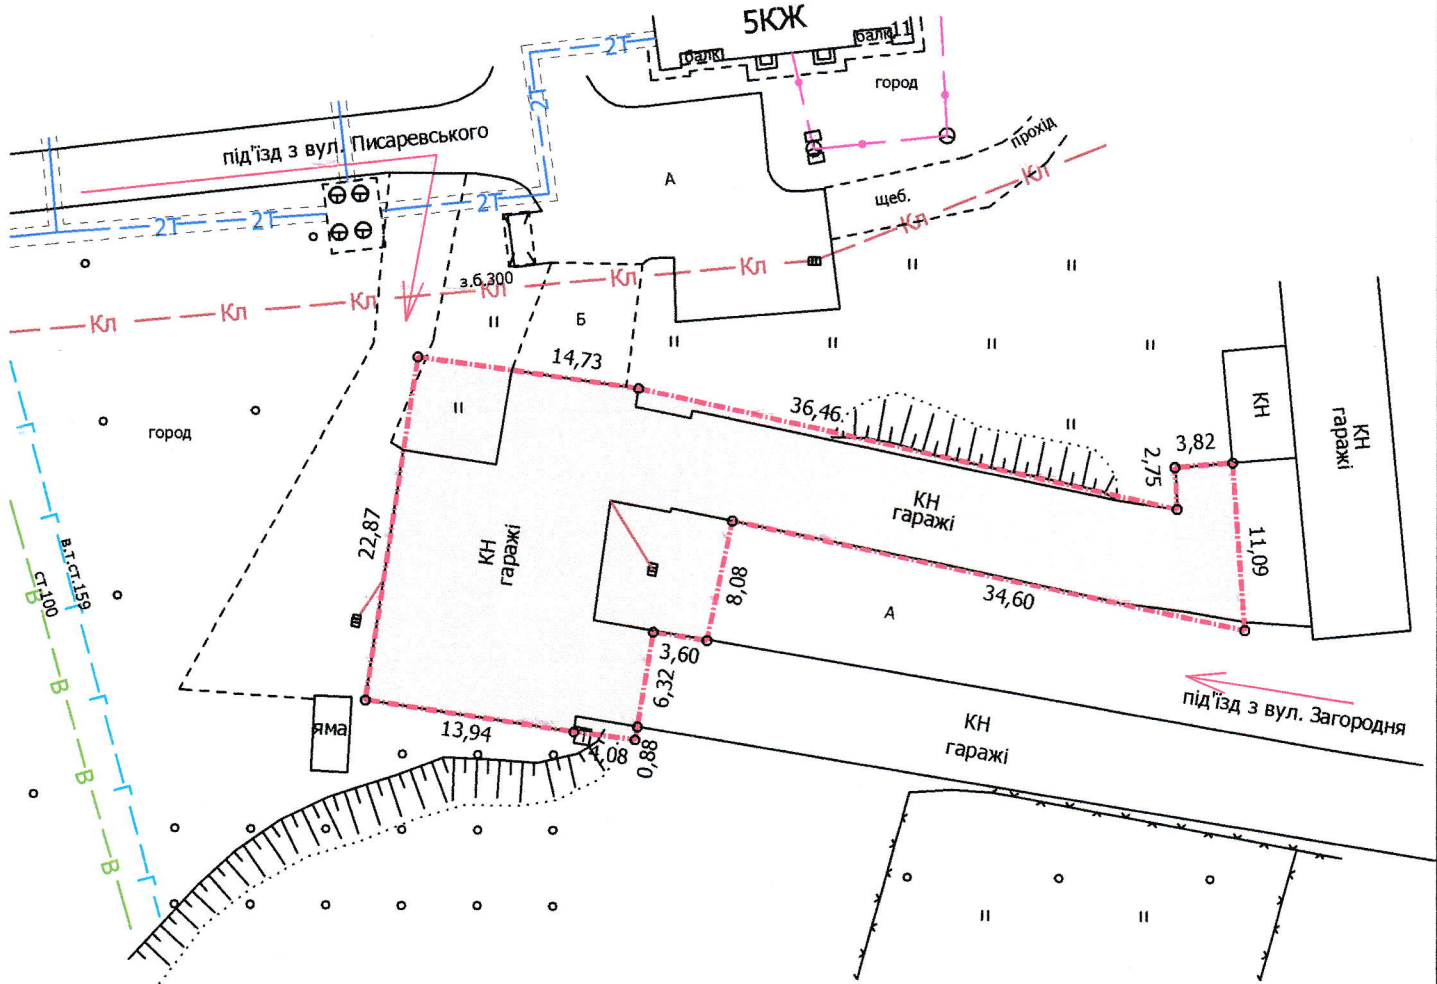 5КЖ
2Т
балк
балк
11
2Т
город
під'їзд з вул. Писаревського
прохід
А
щеб.
Кл
2Т
2Т
2Т
Кл
з.б.300
Кл
Кл
Кл
Кл
Кл
Кл
Б
14,73
36,46
КН
КН
гаражі
3,82
2,75
город
Г
22,87
КН
гаражі
КН
гаражі
11,09
в.т.ст.159
ст.100
В
8,08
34,60
А
Г
3,60
6,32
В
Г
під'їзд з вул. Загородня
яма
13,94
4,08
0,88
КН
гаражі
В
Г
В
Г